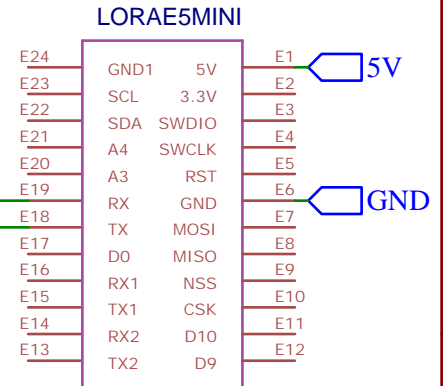 LORAE5MINI
E24 GND1 5V E1 5V
E23 SCL 3.3V E2
E22 SDA SWDIO E3
E21 A4 SWCLK E4
E20 A3 RST E5
E19 RX GND E6 GND
E18 TX MOSI E7
E17 D0 MISO E8
E16 RX1 NSS E9
E15 TX1 CSK E10
E14 RX2 D10 E11
E13 TX2 D9 E12